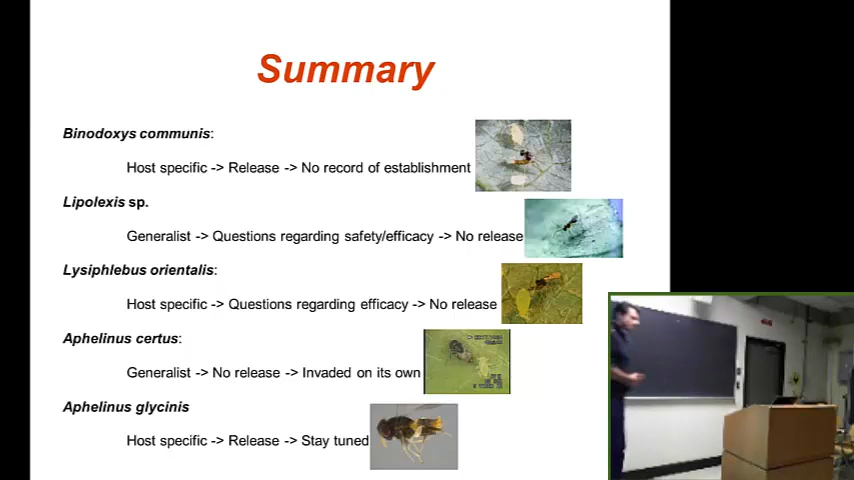 Summary
Binodoxys communis:
Host specific -> Release -> No record of establishment
Lipolexis sp.
Generalist -> Questions regarding safety/efficacy -> No release
Lysiphlebus orientalis:
Host specific -> Questions regarding efficacy -> No release
Aphelinus certus:
Generalist -> No release -> Invaded on its own
Aphelinus glycinis
Host specific -> Release -> Stay tuned